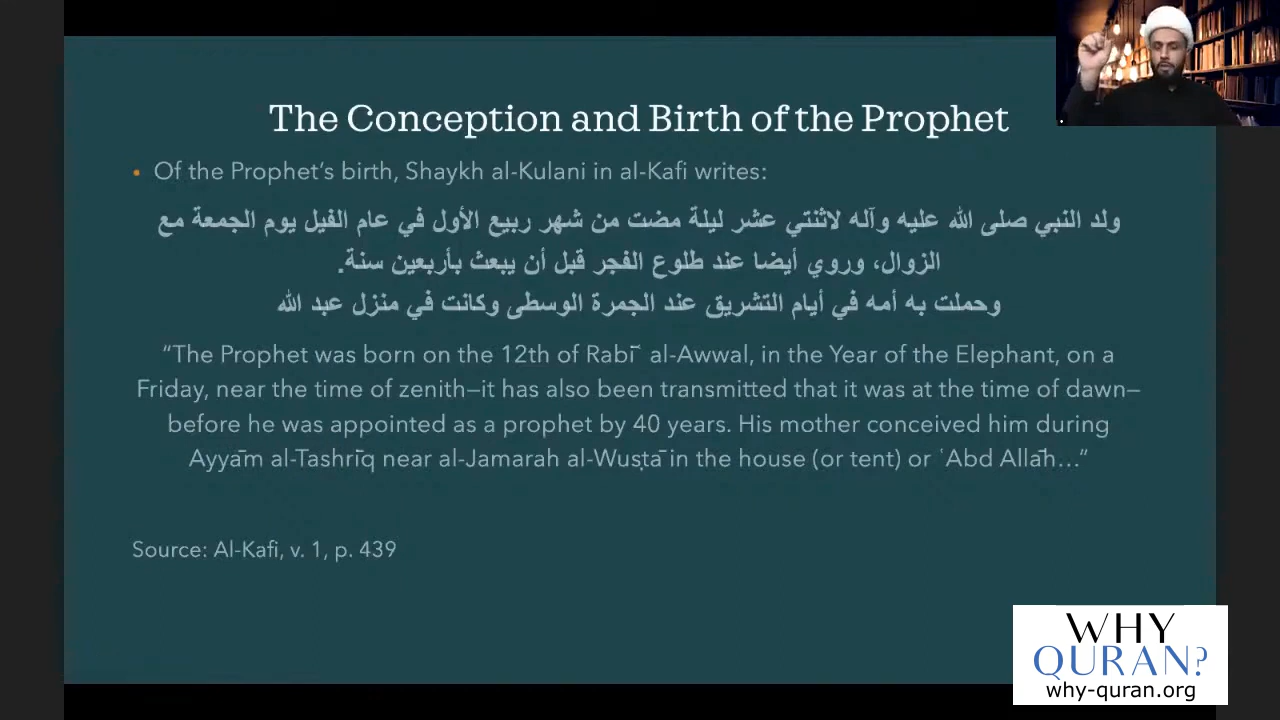 The Conception and Birth of the Prophet
• Of the Prophet’s birth, Shaykh al-Kulani in al-Kafi writes:
ولد النبي صلى الله عليه وآله لاثنتي عشر ليلة مضت من شهر ربيع الأول في عام الفيل يوم الجمعة مع
الزوال، وروي أيضا عند طلوع الفجر قبل أن يبعث بأربعين سنة.
وحملت به أمه في أيام التشريق عند الجمرة الوسطى وكانت في منزل عبد الله
“The Prophet was born on the 12th of Rabīʿ al-Awwal, in the Year of the Elephant, on a
Friday, near the time of zenith—it has also been transmitted that it was at the time of dawn—
before he was appointed as a prophet by 40 years. His mother conceived him during
Ayyām al-Tashrīq near al-Jamarah al-Wusṭā in the house (or tent) or ʿAbd Allāh…“
Source: Al-Kafi, v. 1, p. 439
WHY
QURAN?
why-quran.org